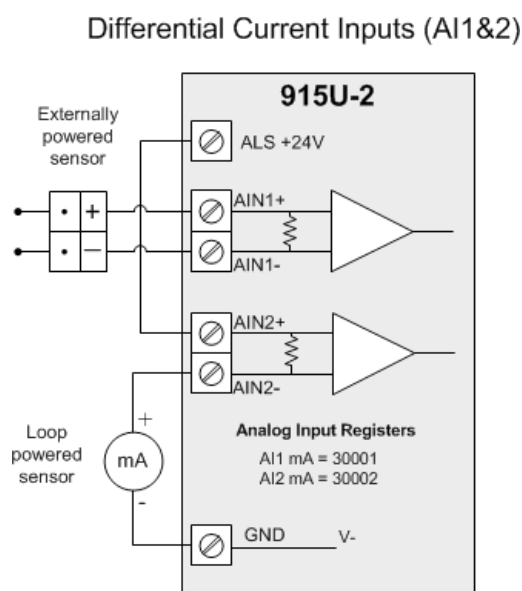 Differential Current Inputs (AI1&2)
915U-2
Externally
powered
sensor
ALS +24V
+
AIN1+
—
AIN1-
AIN2+
AIN2-
Loop
powered
sensor
+
mA
-
Analog Input Registers
AI1 mA = 30001
AI2 mA = 30002
GND
V-